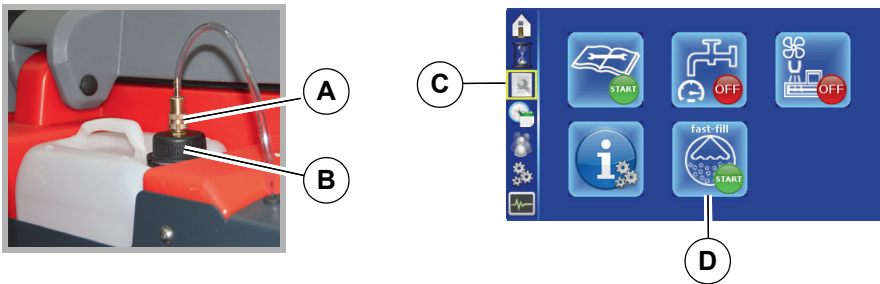 A
B
C
START
OFF
OFF
fast-fill
START
D